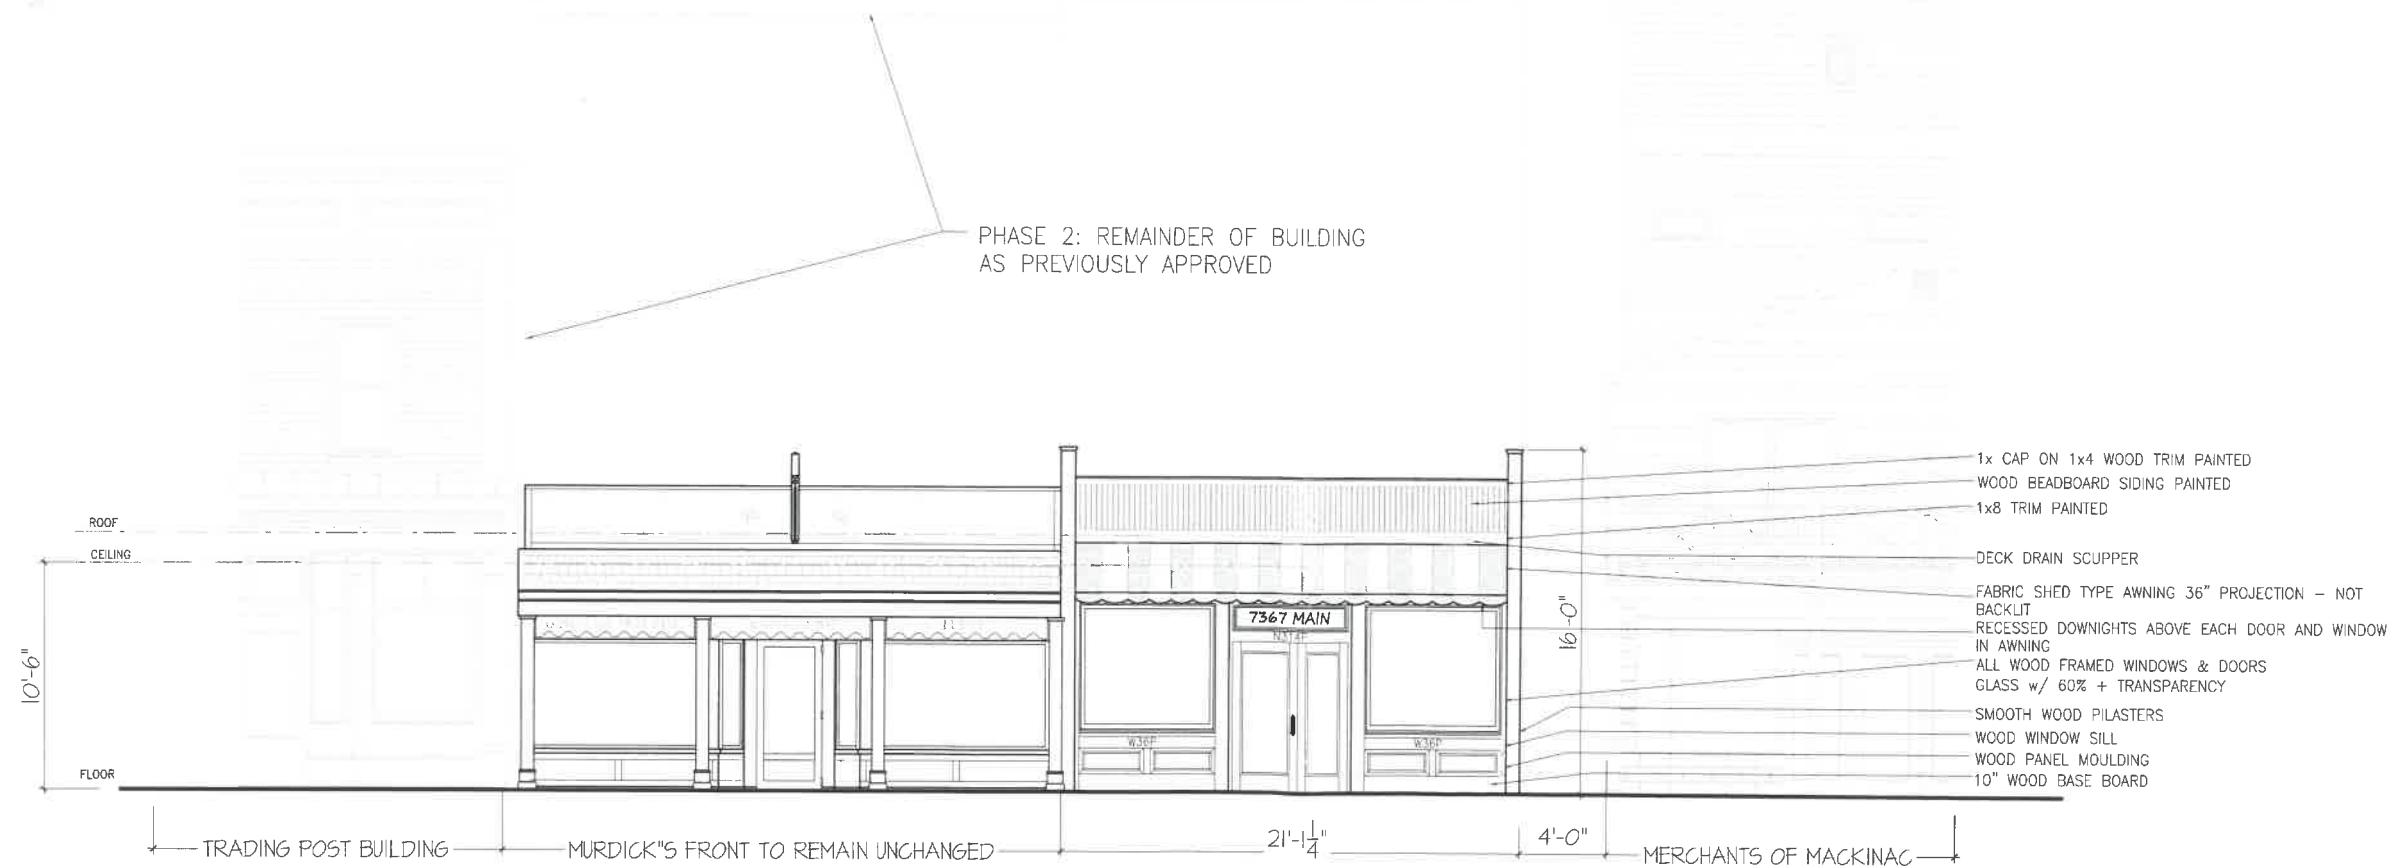 PHASE 2: REMAINDER OF BUILDING
AS PREVIOUSLY APPROVED
1x CAP ON 1x4 WOOD TRIM PAINTED
WOOD BEADBOARD SIDING PAINTED
1x8 TRIM PAINTED
ROOF
CEILING
DECK DRAIN SCUPPER
FABRIC SHED TYPE AWNING 36" PROJECTION – NOT
BACKLIT
RECESSED DOWNIGHTS ABOVE EACH DOOR AND WINDOW
IN AWNING
ALL WOOD FRAMED WINDOWS & DOORS
GLASS w/ 60% + TRANSPARENCY
SMOOTH WOOD PILASTERS
WOOD WINDOW SILL
WOOD PANEL MOULDING
10" WOOD BASE BOARD
7367 MAIN
W36P
W36P
10'-6"
16'-0"
FLOOR
TRADING POST BUILDING
MURDICK"S FRONT TO REMAIN UNCHANGED
21'-1 1/4"
4'-0"
MERCHANTS OF MACKINAC